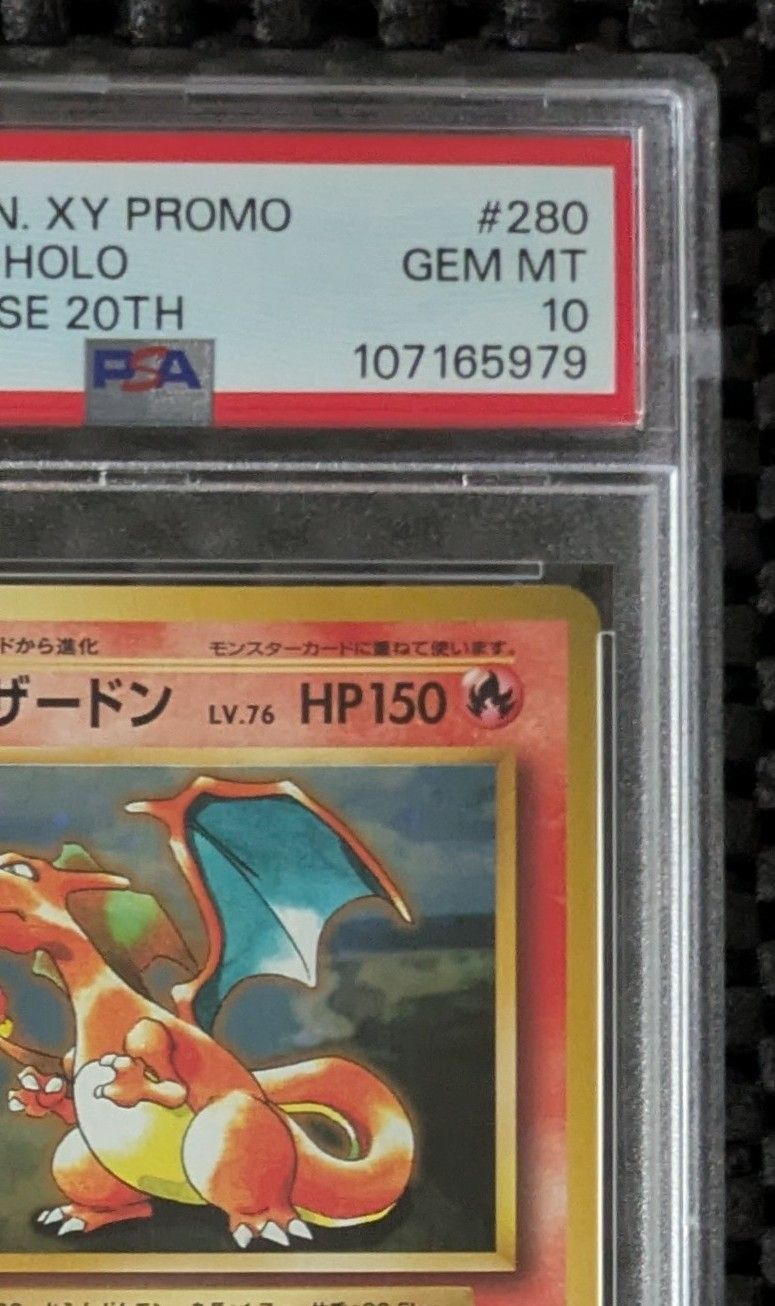 N. XY PROMO #280
HOLO GEM MT
SE 20TH 10
PSA 107165979
ドから進化 モンスターカードに重ねて使います。
ザードン LV.76 HP150